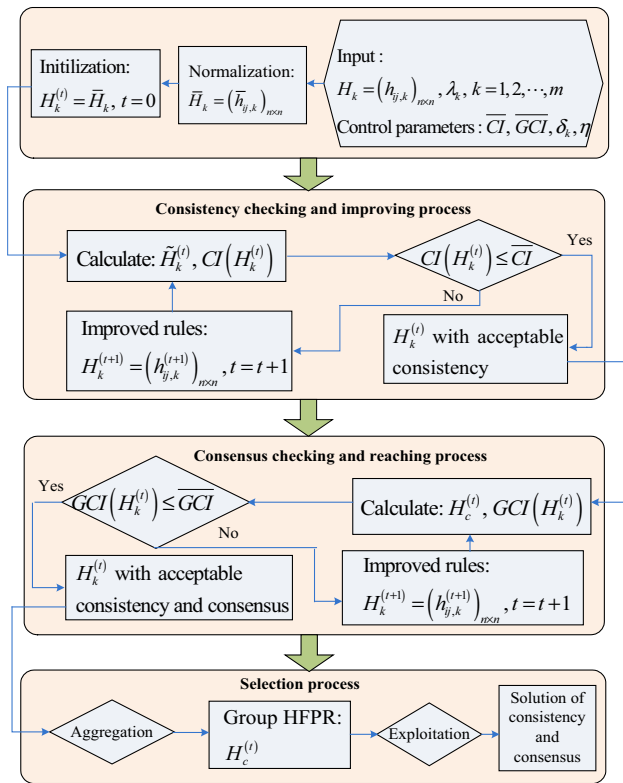 Initilization:
H_k^{(t)} = \bar{H}_k, t=0
Normalization:
\bar{H}_k = (\bar{h}_{ij,k})_{n×n}
Input :
H_k = (h_{ij,k})_{n×n}, λ_k, k=1,2,⋯,m
Control parameters : \overline{CI}, \overline{GCI}, δ_k, η
Consistency checking and improving process
Calculate: \tilde{H}_k^{(t)}, CI(H_k^{(t)})
CI(H_k^{(t)}) ≤ \overline{CI}
Yes
No
Improved rules:
H_k^{(t+1)} = (h_{ij,k}^{(t+1)})_{n×n}, t=t+1
H_k^{(t)} with acceptable
consistency
Consensus checking and reaching process
Yes
GCI(H_k^{(t)}) ≤ \overline{GCI}
No
Calculate: H_c^{(t)}, GCI(H_k^{(t)})
H_k^{(t)} with acceptable
consistency and consensus
Improved rules:
H_k^{(t+1)} = (h_{ij,k}^{(t+1)})_{n×n}, t=t+1
Selection process
Aggregation
Group HFPR:
H_c^{(t)}
Exploitation
Solution of
consistency
and
consensus